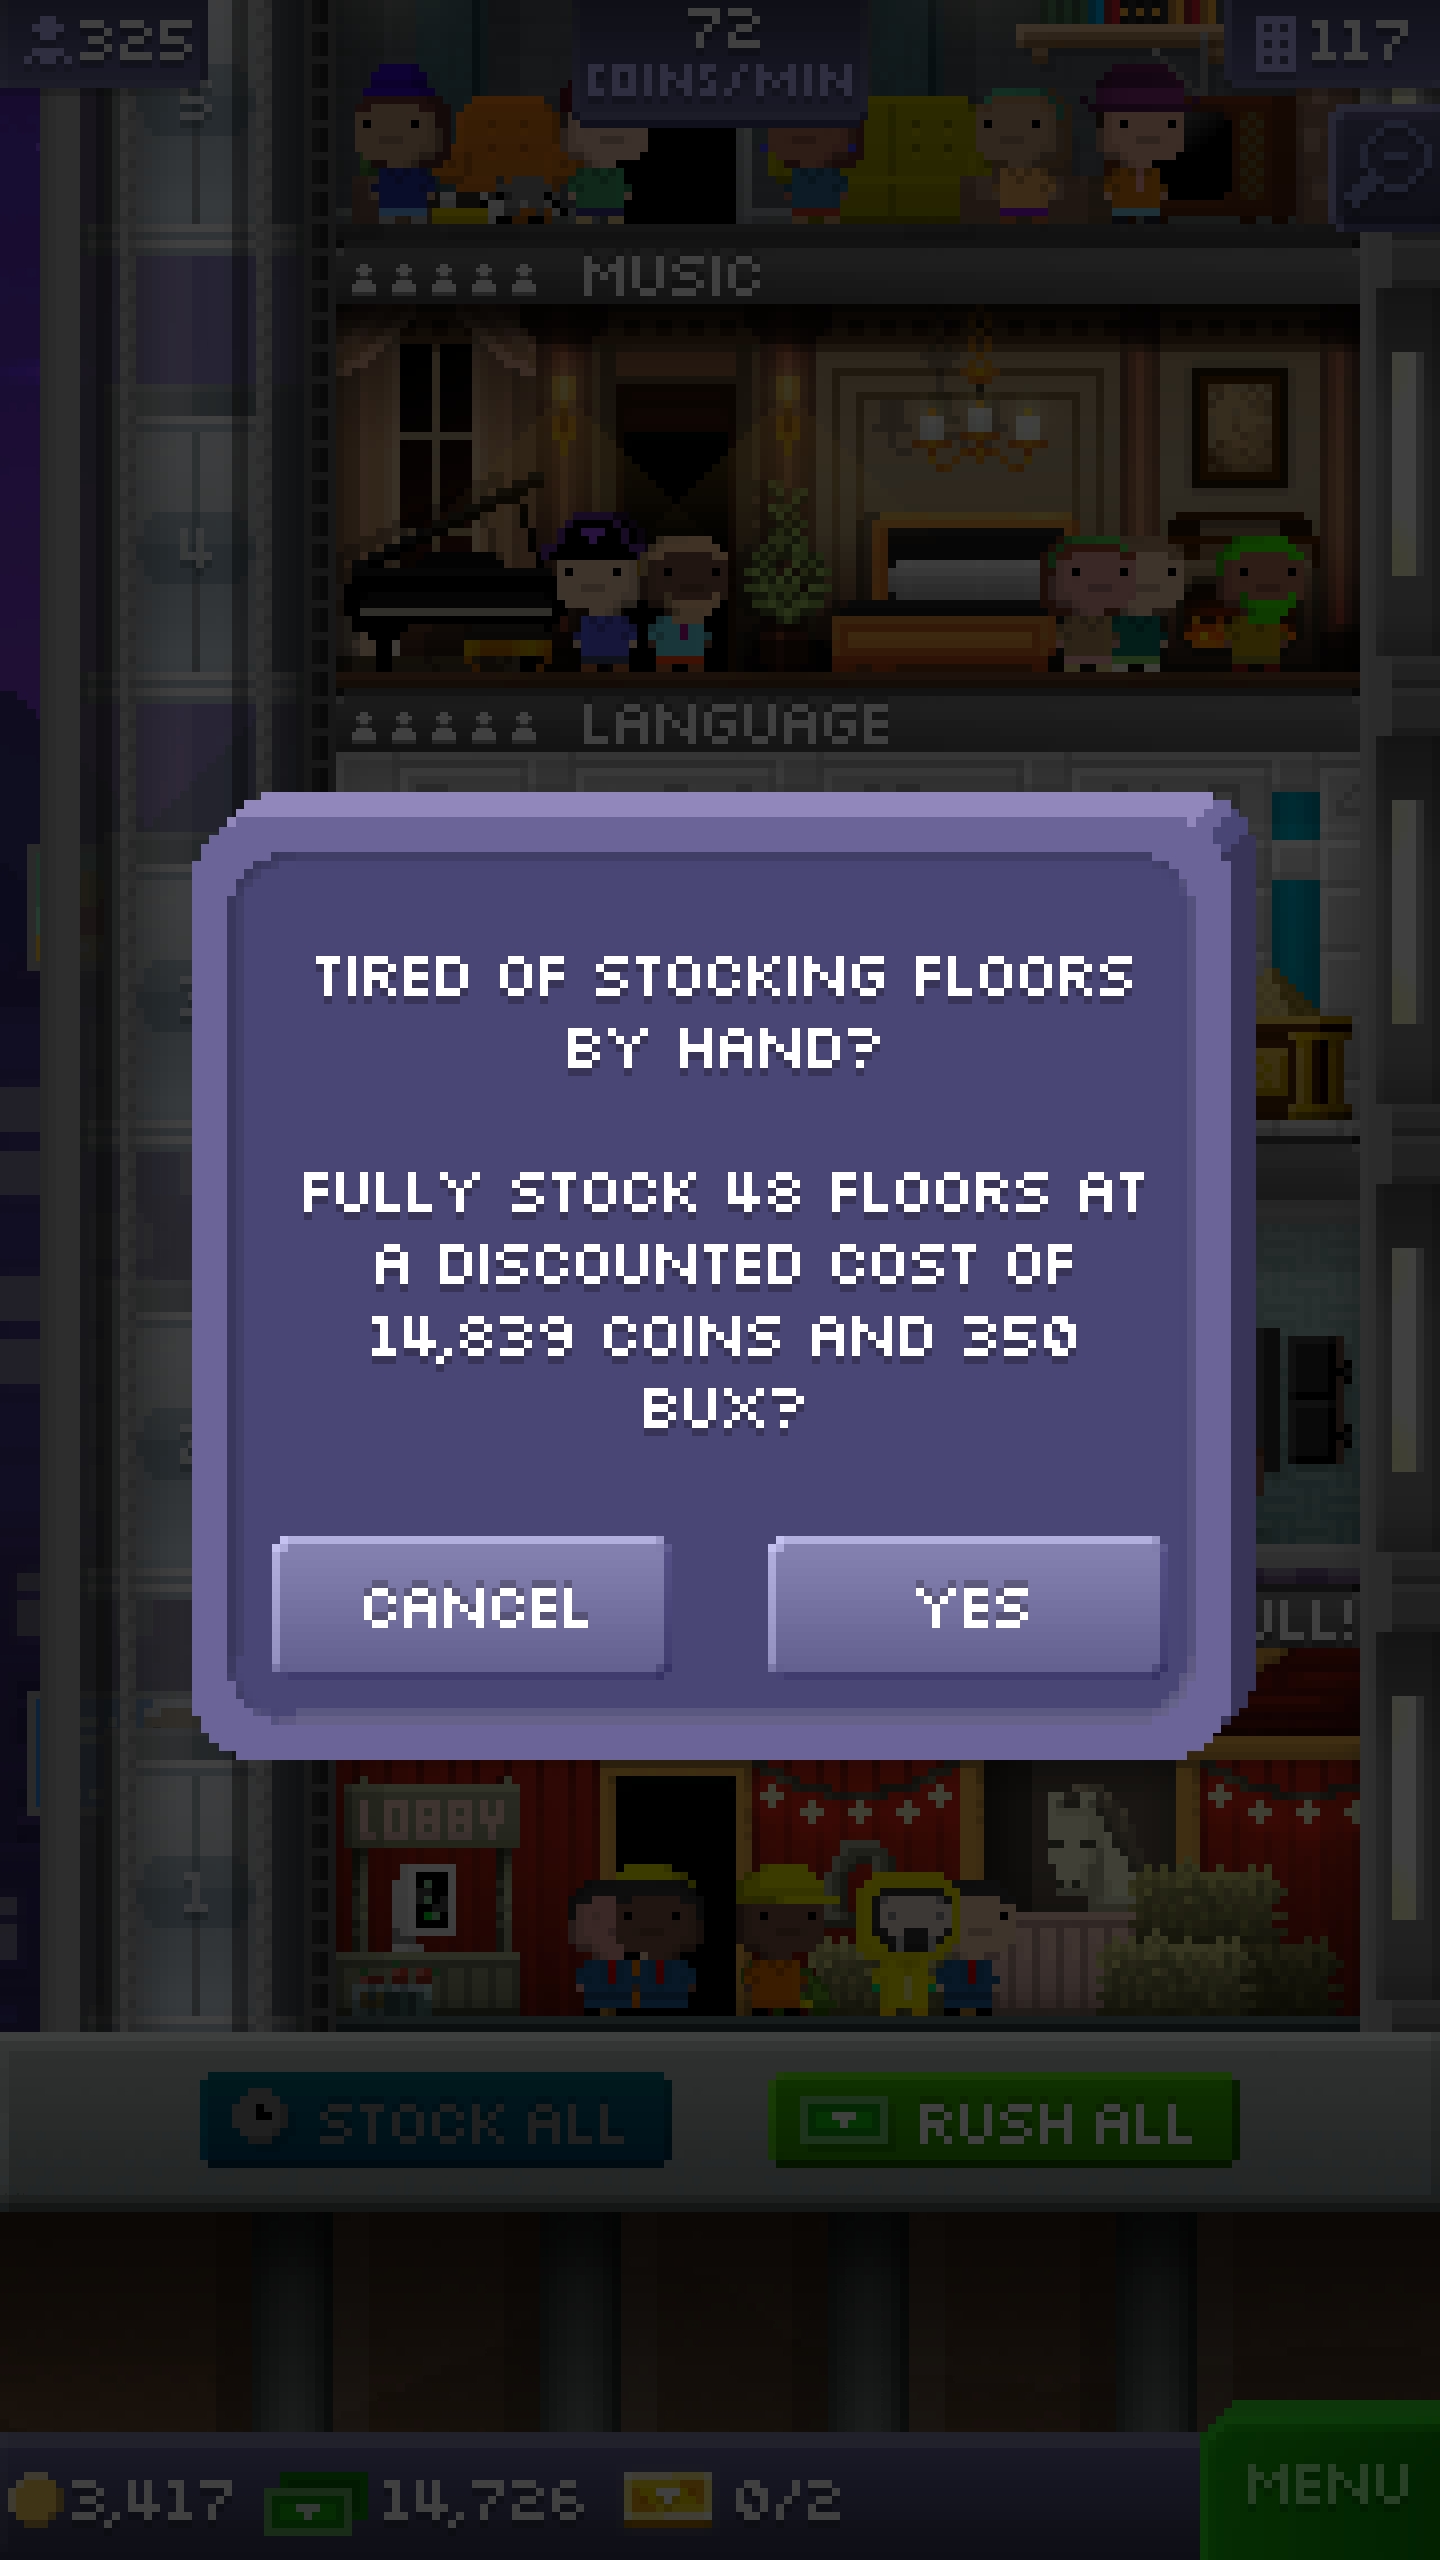 325
72
COINS/MIN
117
5
MUSIC
4
LANGUAGE
TIRED OF STOCKING FLOORS
BY HAND?
FULLY STOCK 48 FLOORS AT
A DISCOUNTED COST OF
14,839 COINS AND 350
BUX?
CANCEL
YES
LOBBY
1
STOCK ALL
RUSH ALL
3,417
14,726
0/2
MENU